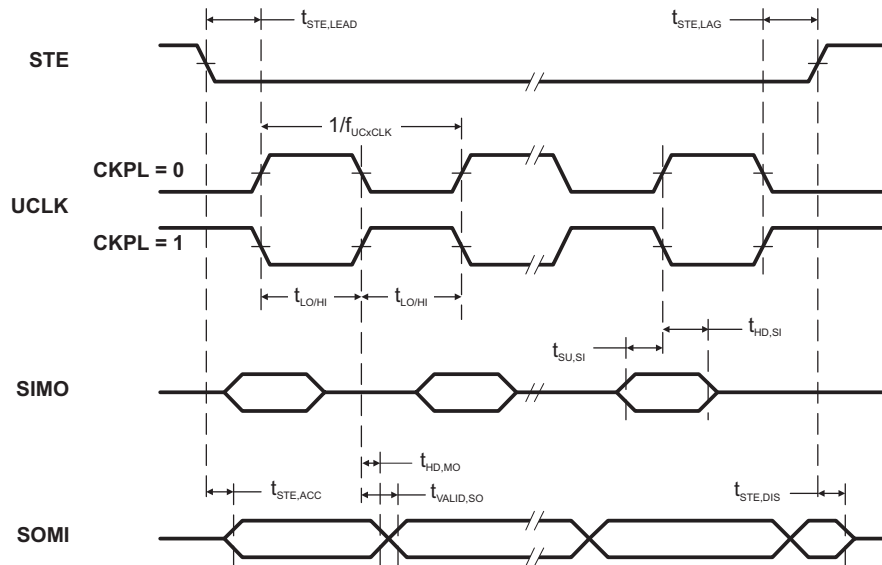 tSTE,LEAD
tSTE,LAG
STE
1/fUCxCLK
CKPL = 0
UCLK
CKPL = 1
tLO/HI tLO/HI
tHD,SI
tSU,SI
SIMO
tHD,MO
tSTE,ACC
tVALID,SO
tSTE,DIS
SOMI